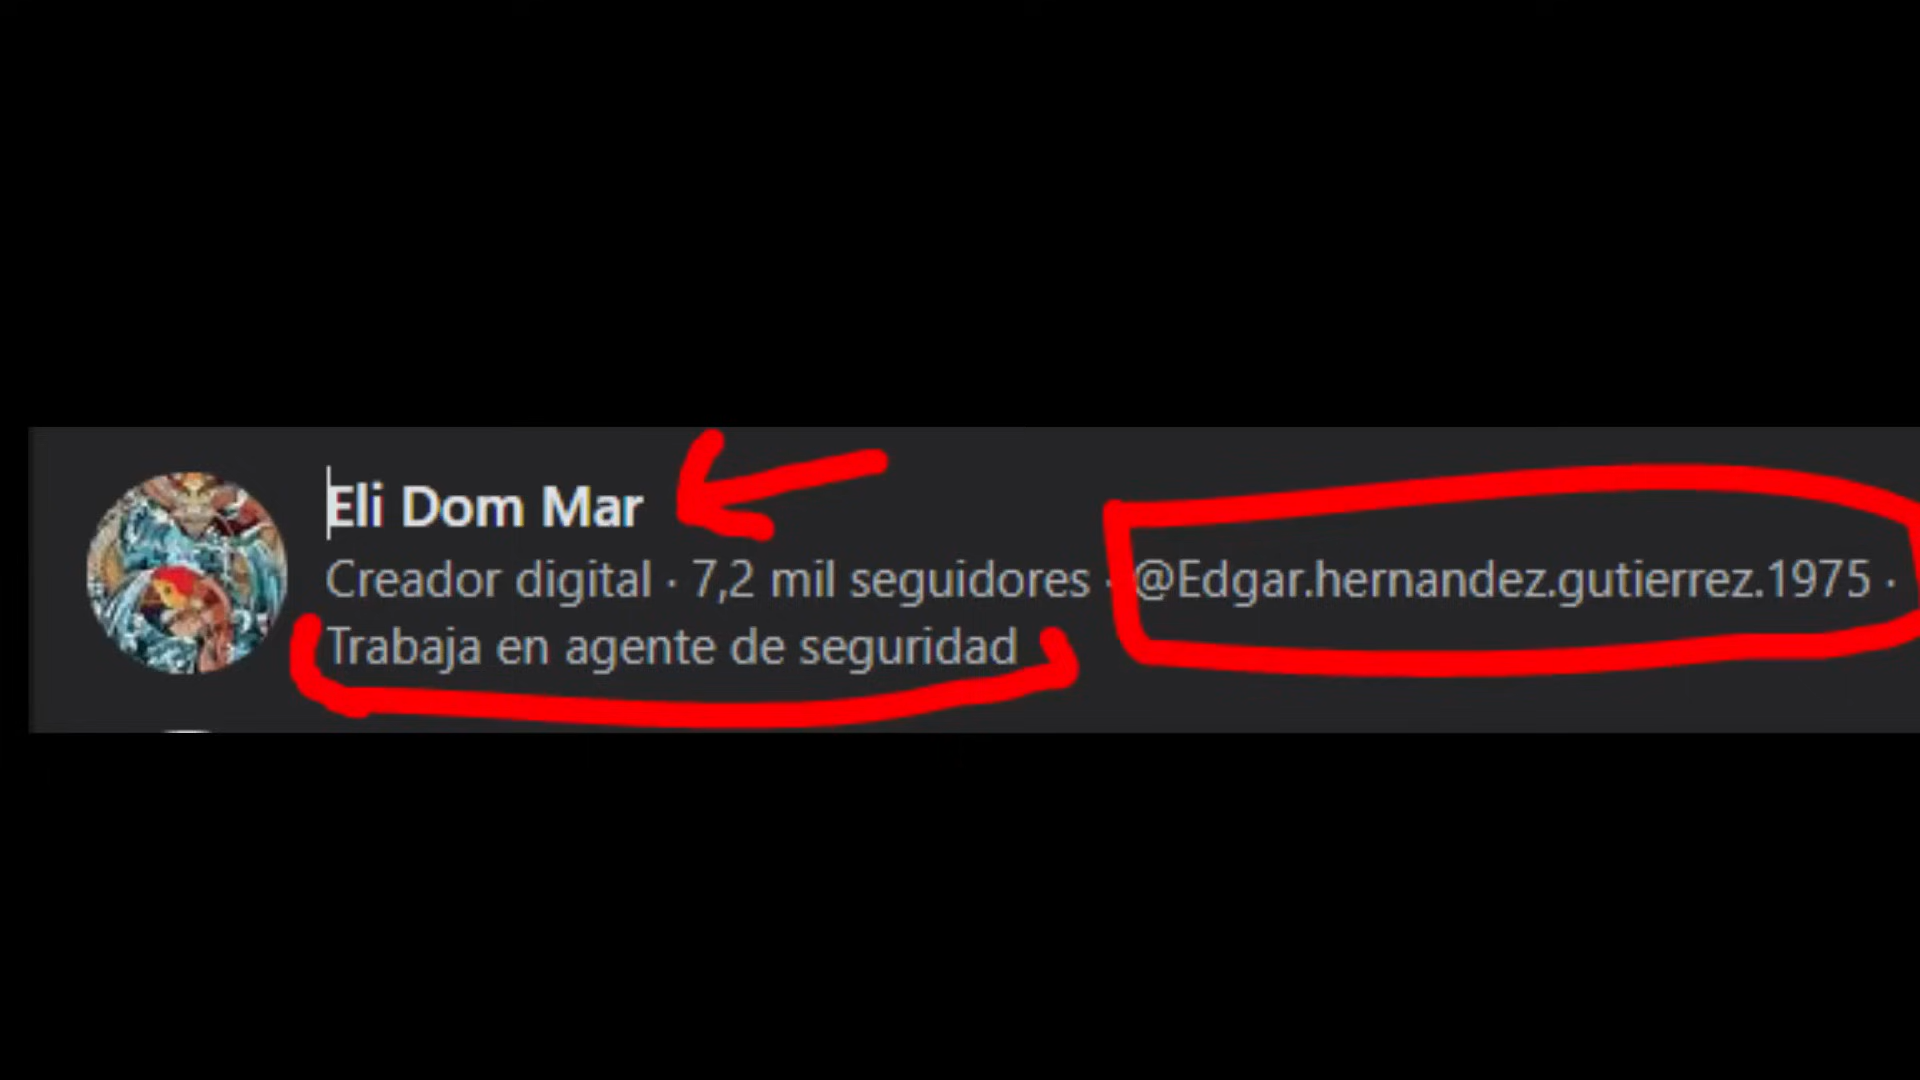 Eli Dom Mar
Creador digital · 7,2 mil seguidores · @Edgar.hernandez.gutierrez.1975 ·
Trabaja en agente de seguridad